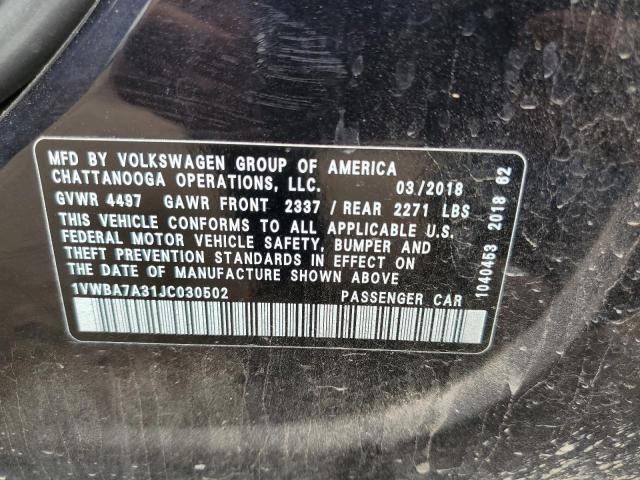 MFD BY VOLKSWAGEN GROUP OF AMERICA
CHATTANOOGA OPERATIONS, LLC. 03/2018
GVWR 4497 GAWR FRONT 2337/REAR 2271 LBS
THIS VEHICLE CONFORMS TO ALL APPLICABLE U.S.
FEDERAL MOTOR VEHICLE SAFETY, BUMPER AND
THEFT PREVENTION STANDARDS IN EFFECT ON
THE DATE OF MANUFACTURE SHOWN ABOVE
1VWBA7A31JC030502 PASSENGER CAR
1040453 2018 62